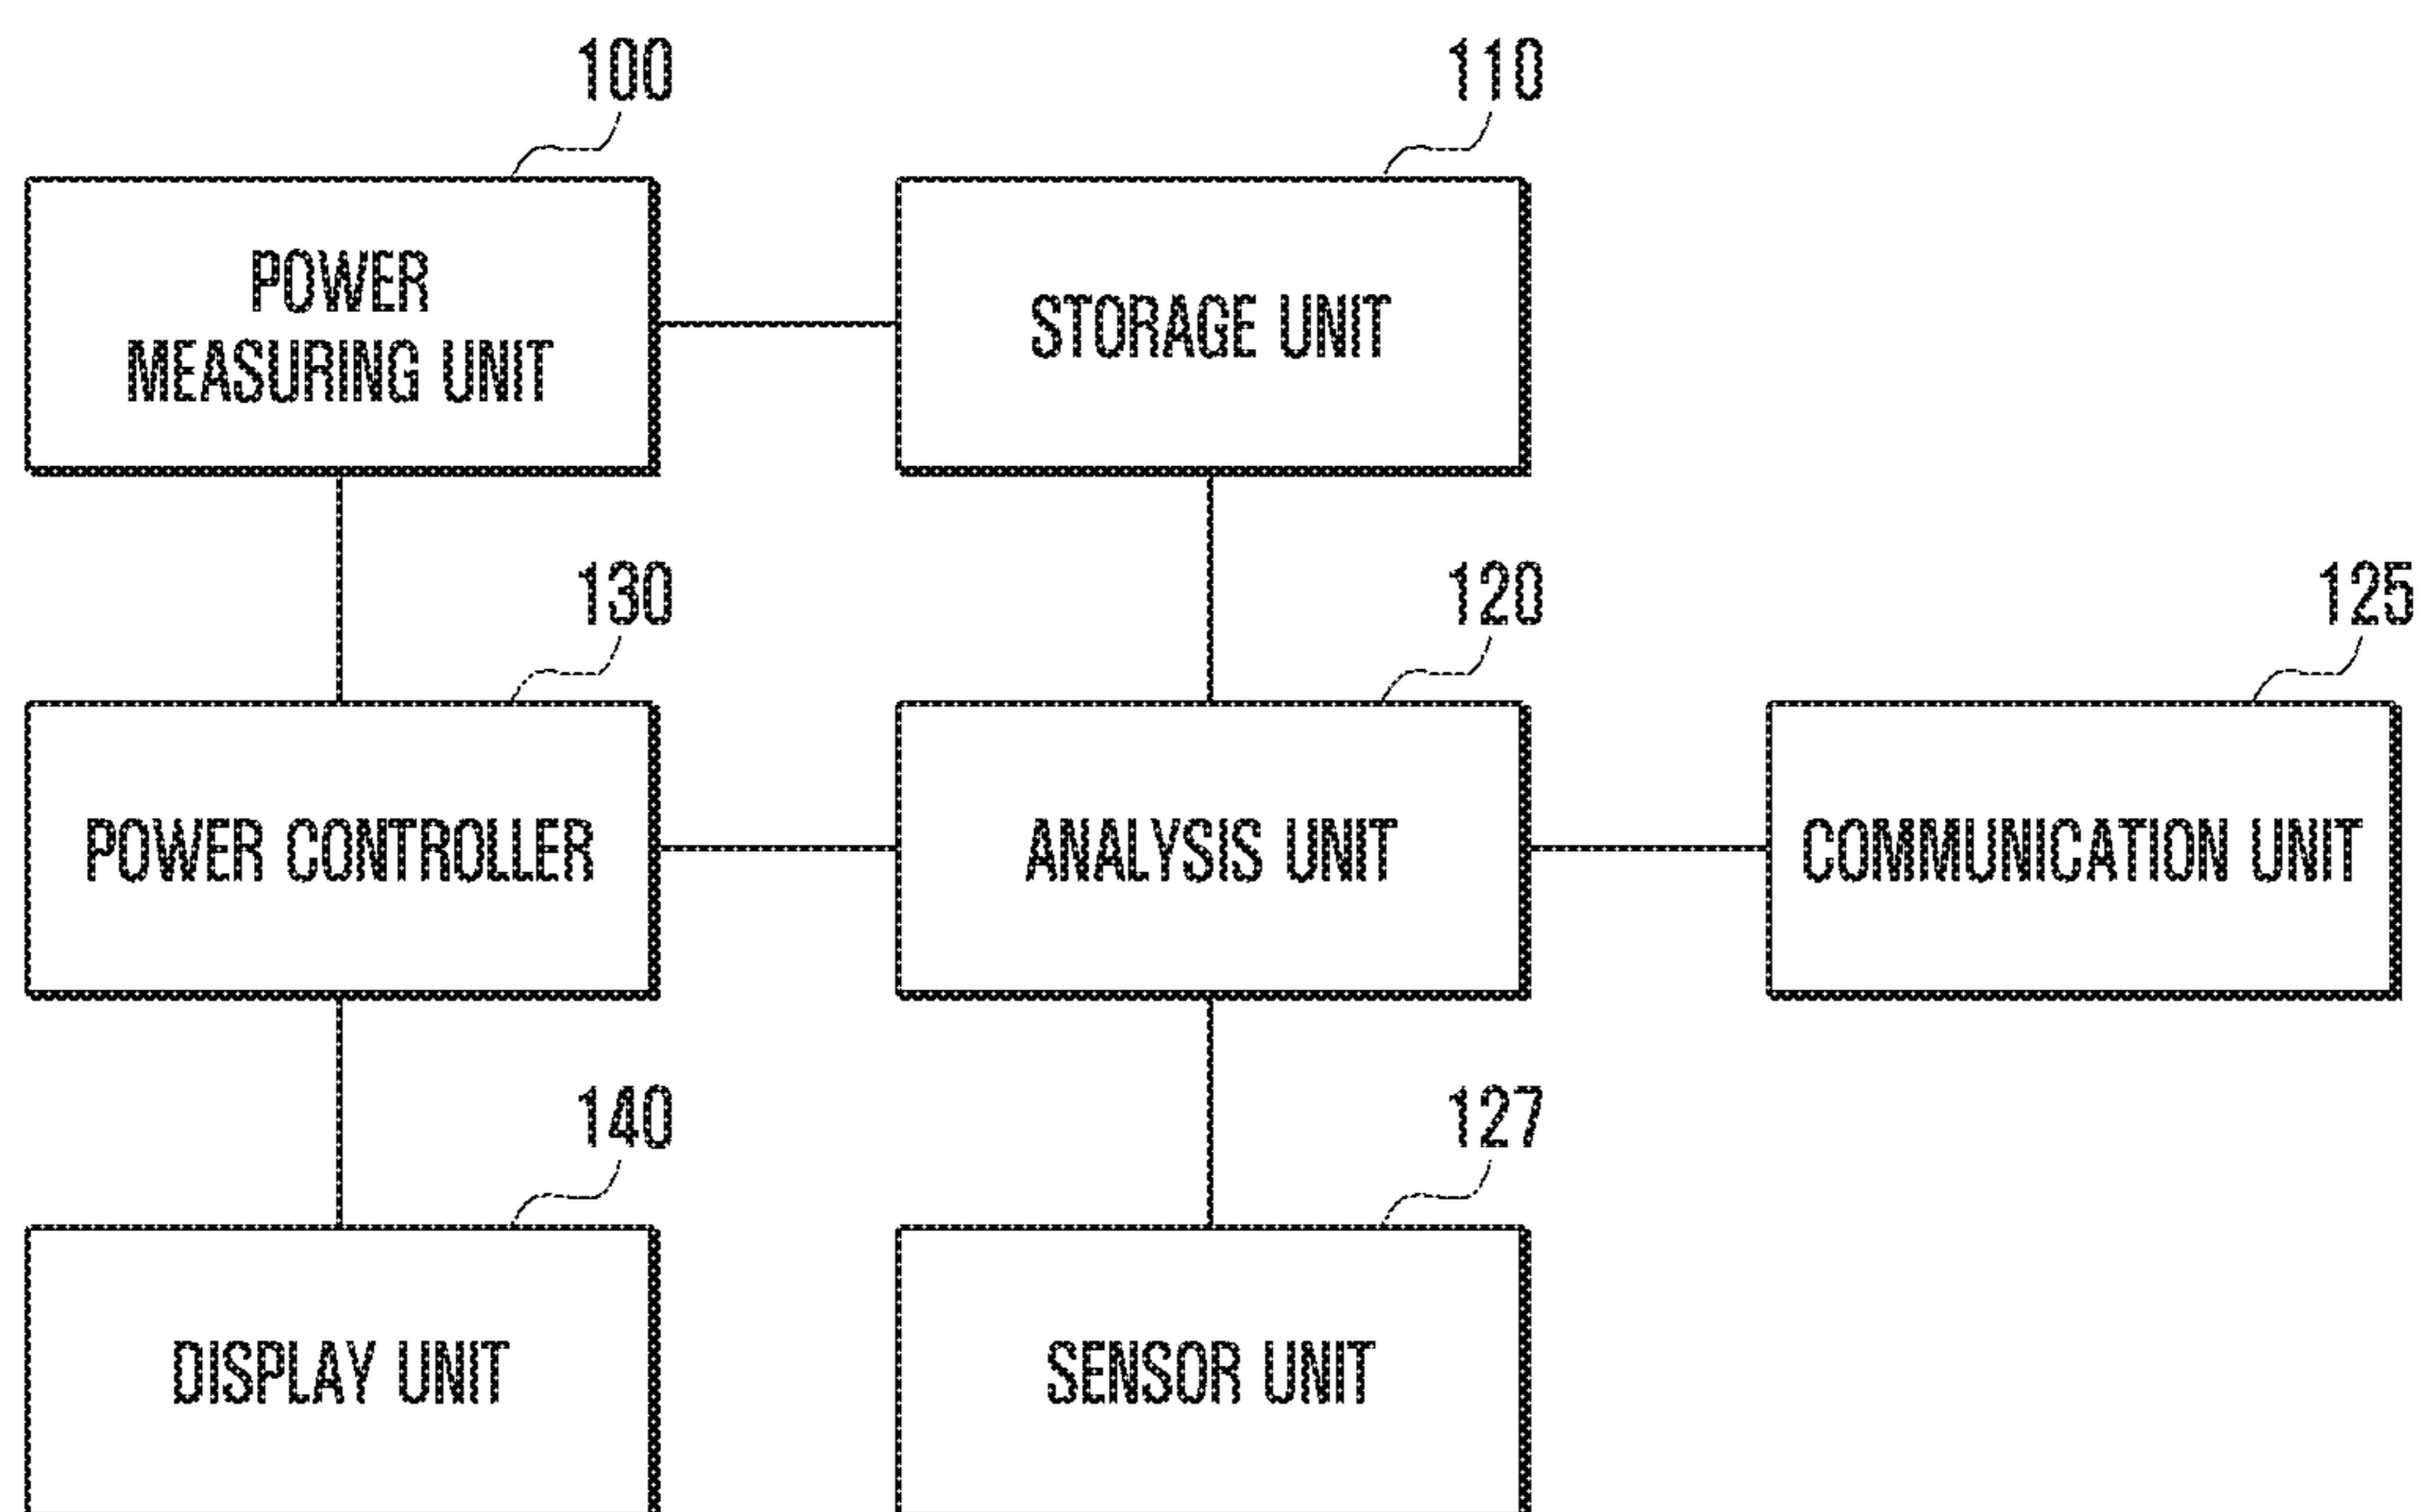 100
110
POWER
MEASURING UNIT
STORAGE UNIT
130
120
125
POWER CONTROLLER
ANALYSIS UNIT
COMMUNICATION UNIT
140
127
DISPLAY UNIT
SENSOR UNIT